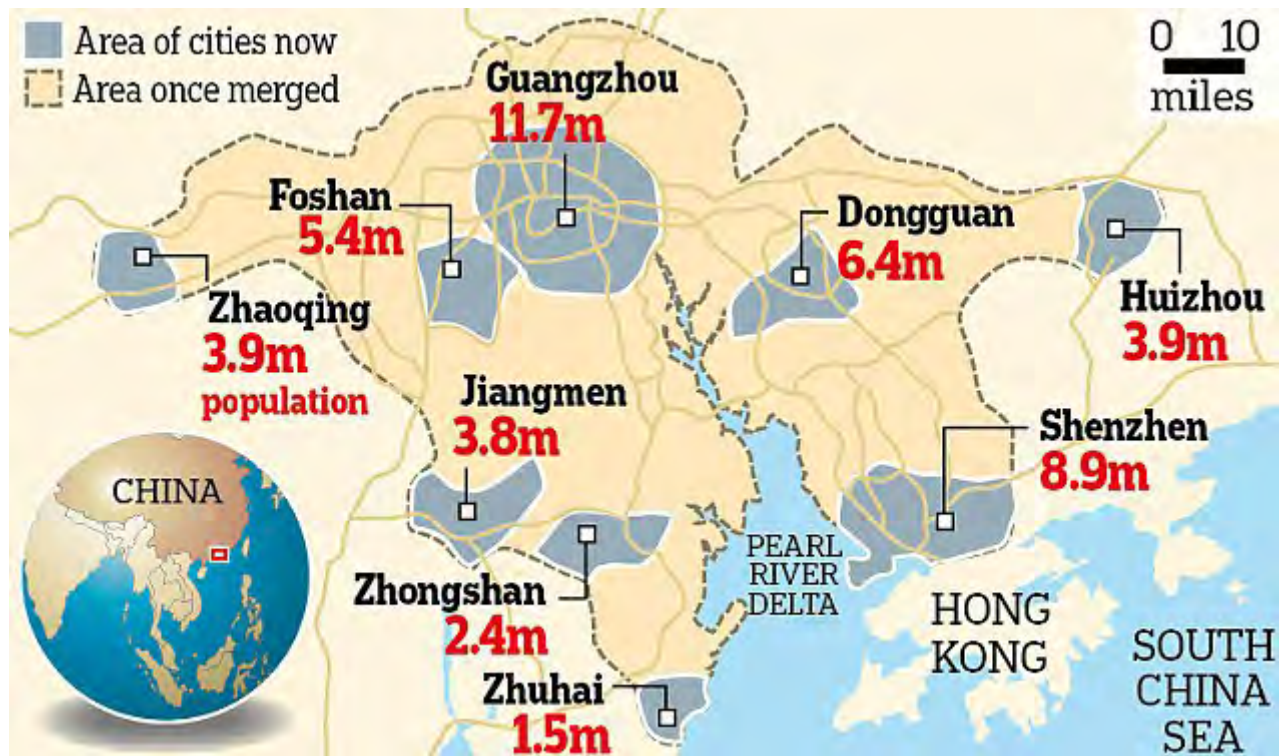 Area of cities now
Area once merged
0 10
miles
Guangzhou
11.7m
Foshan
5.4m
Dongguan
6.4m
Zhaoqing
3.9m
population
Huizhou
3.9m
Jiangmen
3.8m
Shenzhen
8.9m
CHINA
Zhongshan
2.4m
PEARL
RIVER
DELTA
HONG
KONG
Zhuhai
1.5m
SOUTH
CHINA
SEA